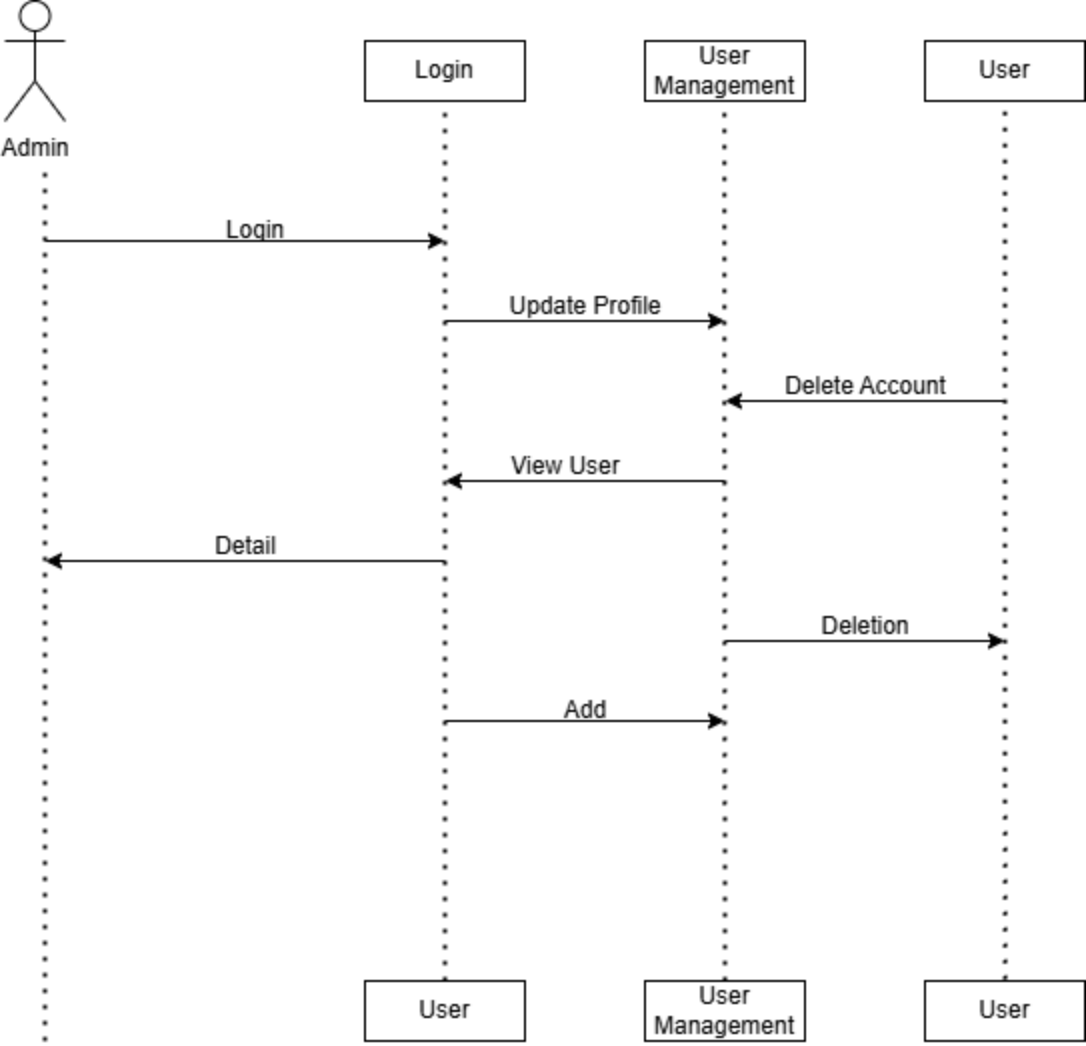 Admin
Login
User
Management
User
Login
Update Profile
Delete Account
View User
Detail
Deletion
Add
User
User
Management
User